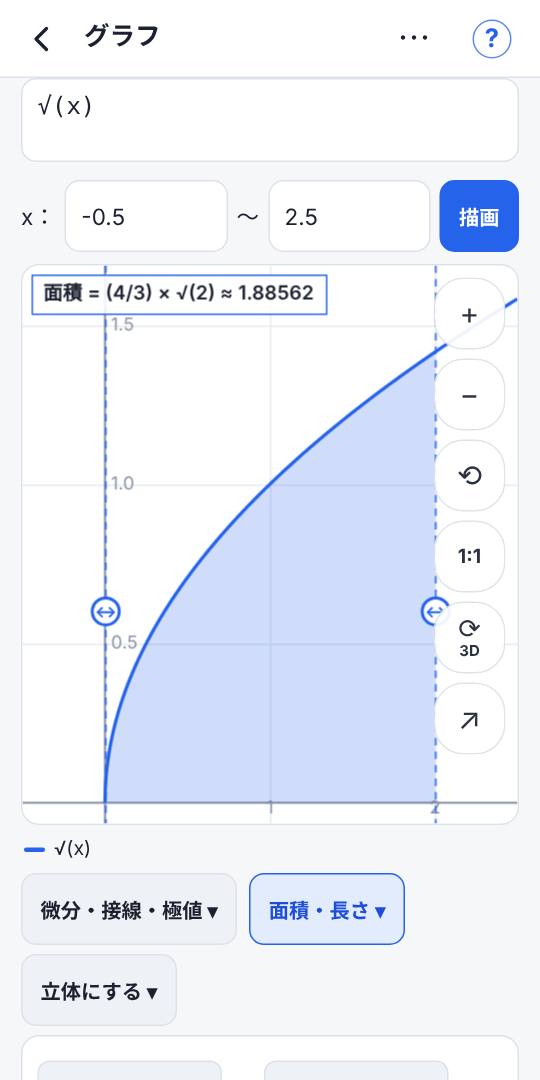 グラフ
…
?
√(x)
x： -0.5 ～ 2.5 描画
面積 = (4/3) × √(2) ≈ 1.88562
1.5
1.0
0.5
1 2
+
−
1:1
3D
√(x)
微分・接線・極値 ▾
面積・長さ ▾
立体にする ▾